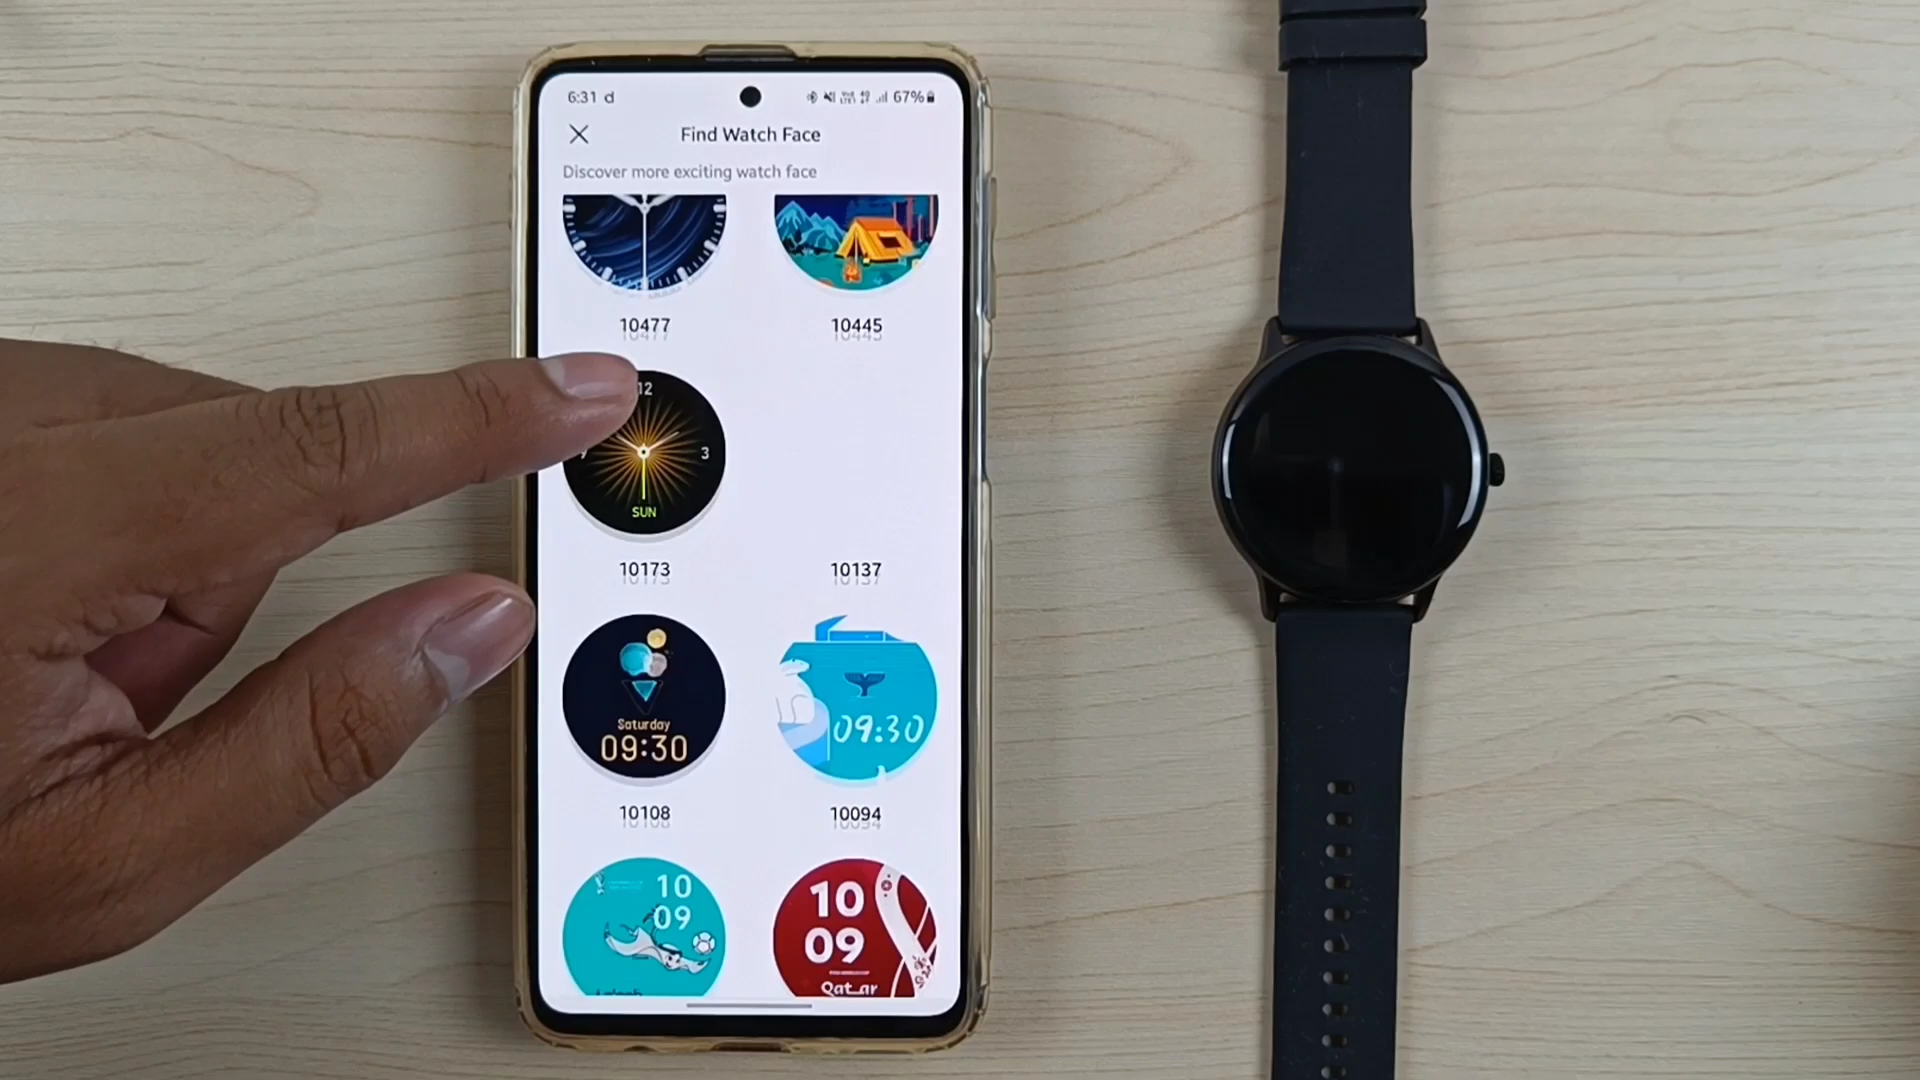 6:31 d
67%
Find Watch Face
Discover more exciting watch face
10477
10445
12
3
SUN
10173
10137
Saturday
09:30
09:30
10108
10094
10
09
10
09
Qatar